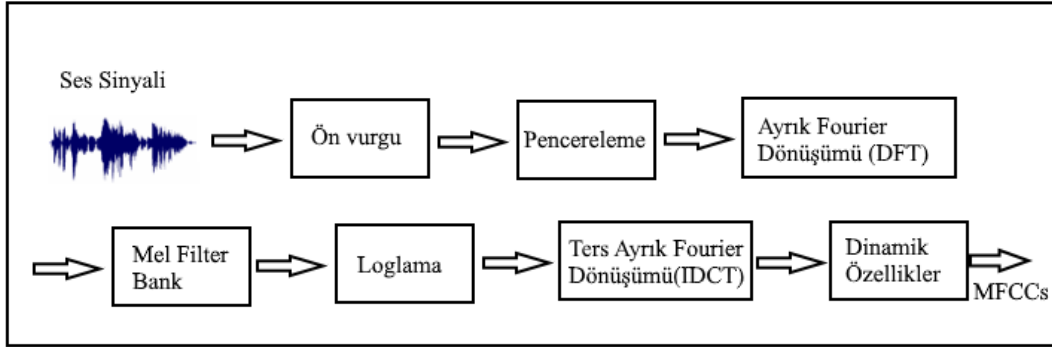 Ses Sinyali
Ön vurgu
Pencereleme
Ayrık Fourier
Dönüşümü (DFT)
Mel Filter
Bank
Loglama
Ters Ayrık Fourier
Dönüşümü(IDCT)
Dinamik
Özellikler
MFCCs